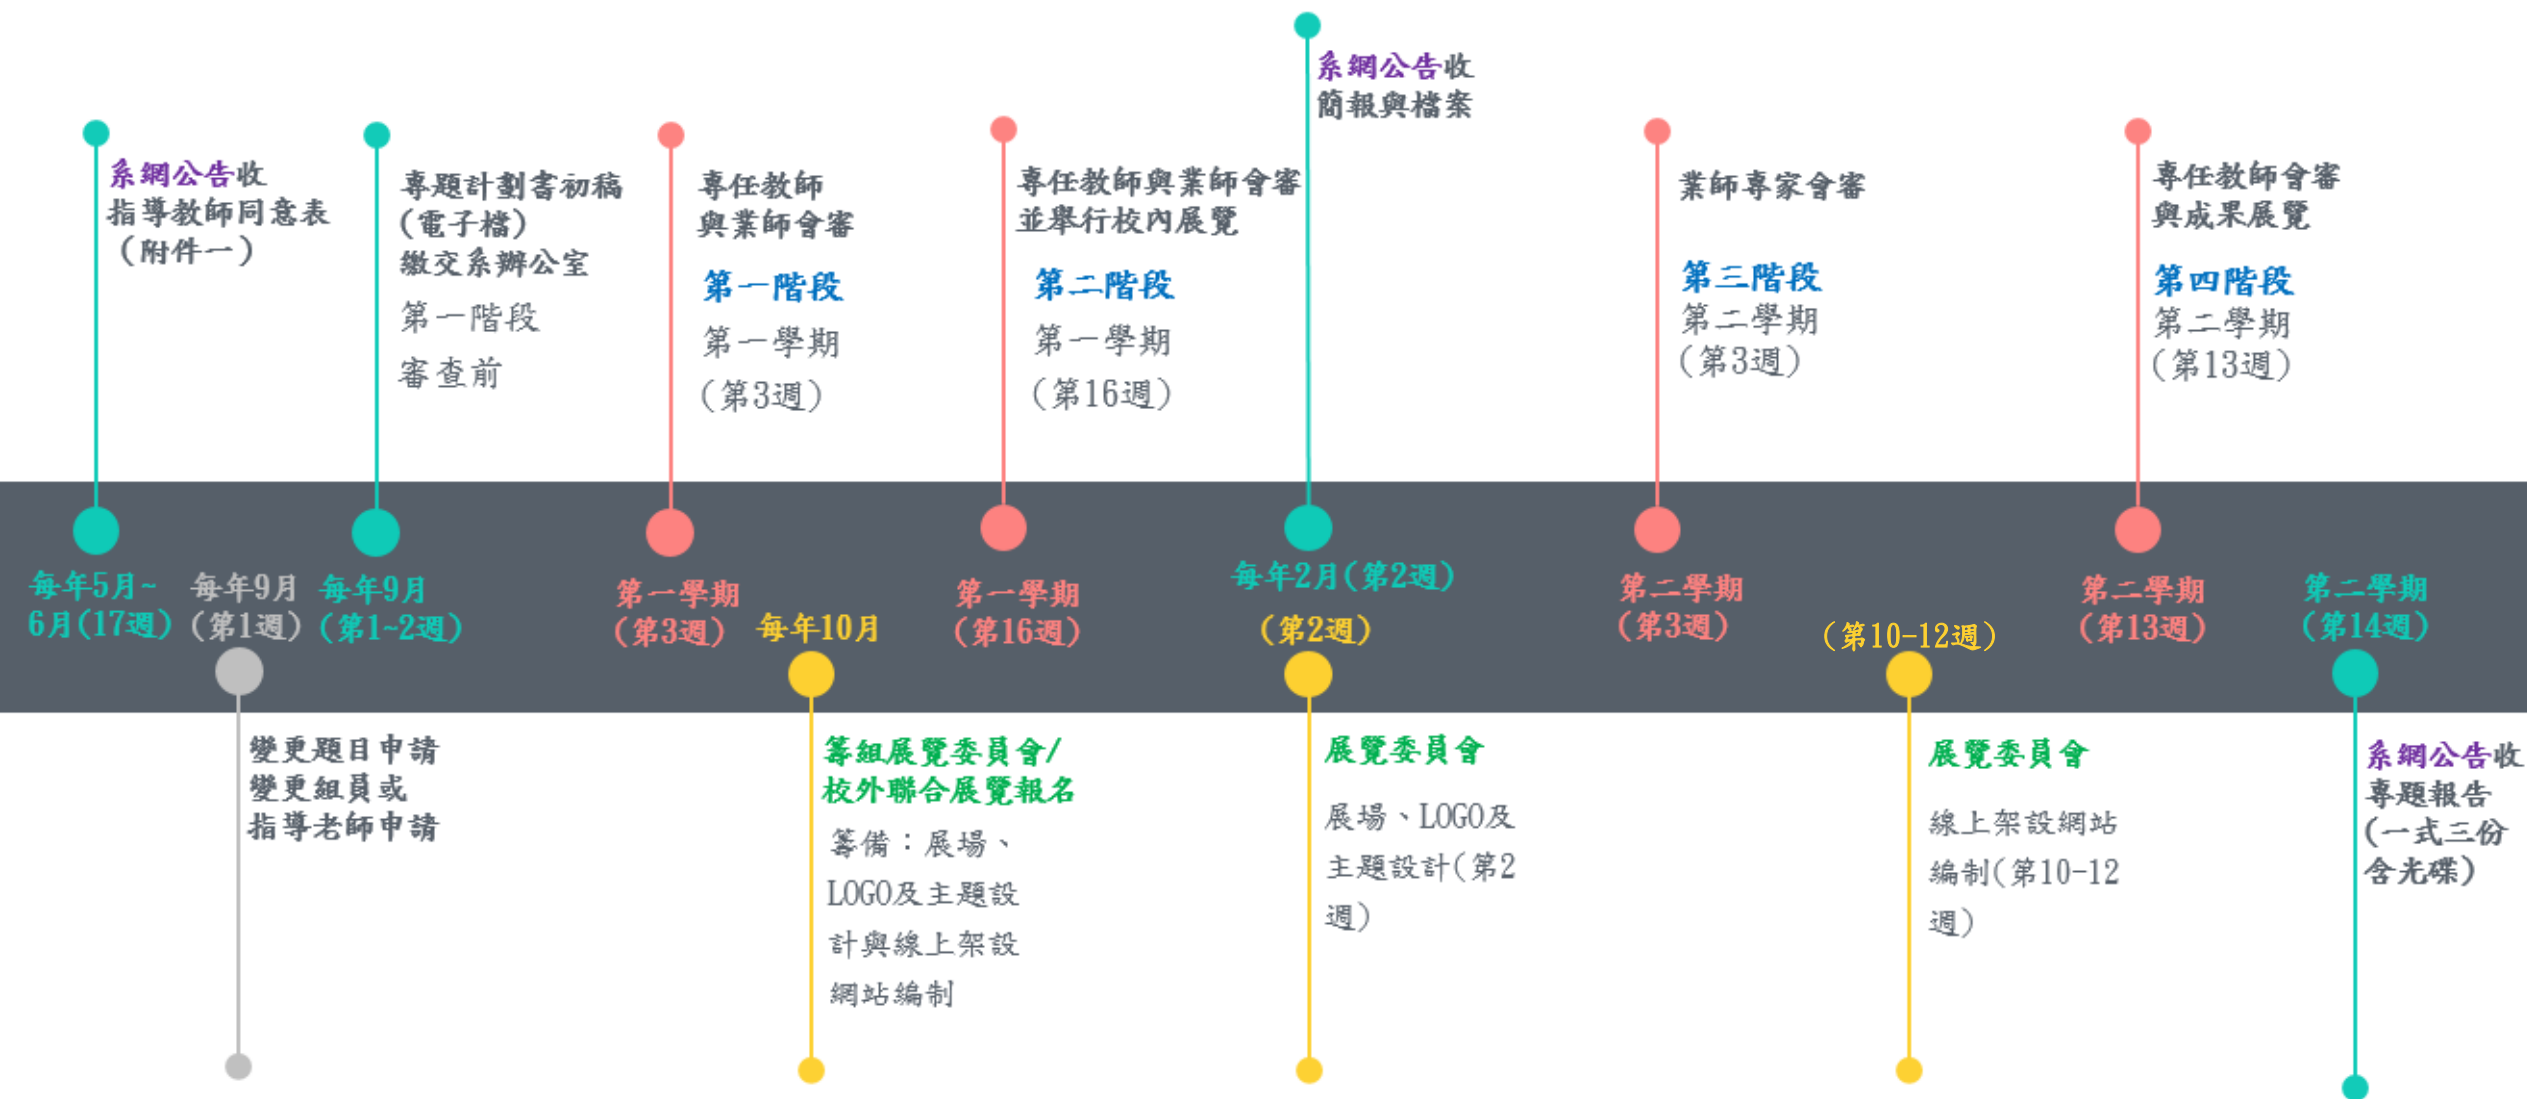 系網公告收
指導教師同意表
（附件一）
專題計劃書初稿
(電子檔)
繳交系辦公室
第一階段
審查前
專任教師
與業師會審
第一階段
第一學期
(第3週)
專任教師與業師會審
並舉行校內展覽
第二階段
第一學期
(第16週)
系網公告收
簡報與檔案
業師專家會審
第三階段
第二學期
(第3週)
專任教師會審
與成果展覽
第四階段
第二學期
(第13週)
每年5月~
6月(17週)
每年9月
(第1週)
每年9月
(第1~2週)
第一學期
(第3週)
每年10月
第一學期
(第16週)
每年2月(第2週)
(第2週)
第二學期
(第3週)
(第10-12週)
第二學期
(第13週)
第二學期
(第14週)
變更題目申請
變更組員或
指導老師申請
籌組展覽委員會/
校外聯合展覽報名
籌備：展場、
LOGO及主題設
計與線上架設
網站編制
展覽委員會
展場、LOGO及
主題設計(第2
週)
展覽委員會
線上架設網站
編制(第10-12
週)
系網公告收
專題報告
(一式三份
含光碟)